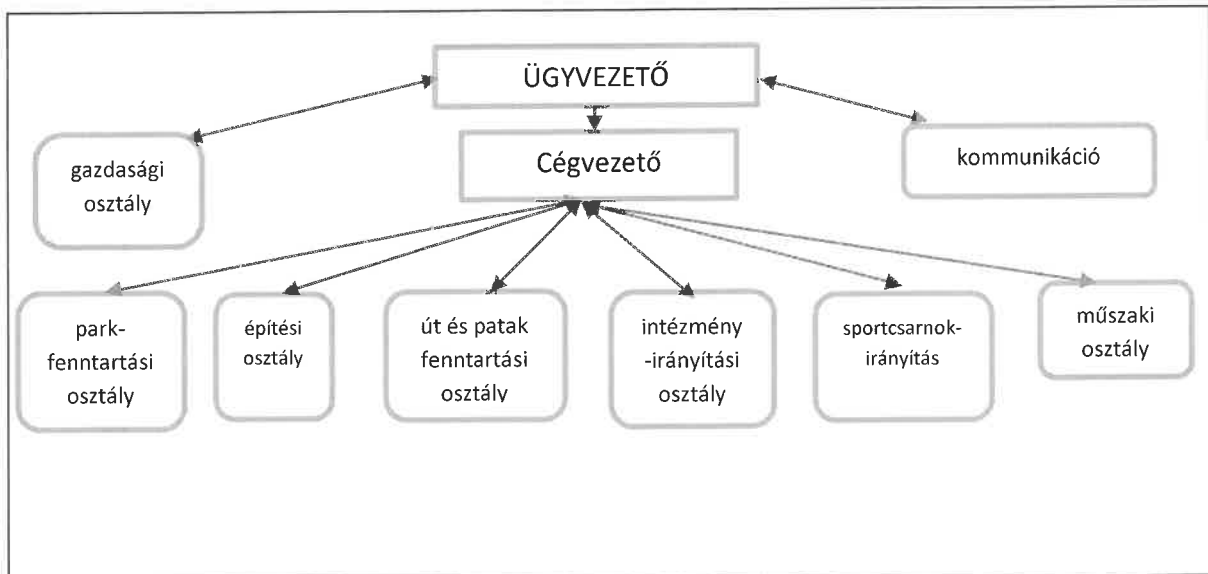 ÜGYVEZETŐ
Cégvezető
gazdasági
osztály
kommunikáció
park-
fenntartási
osztály
építési
osztály
út és patak
fenntartási
osztály
intézmény
-irányítási
osztály
sportcsarnok-
irányítás
műszaki
osztály